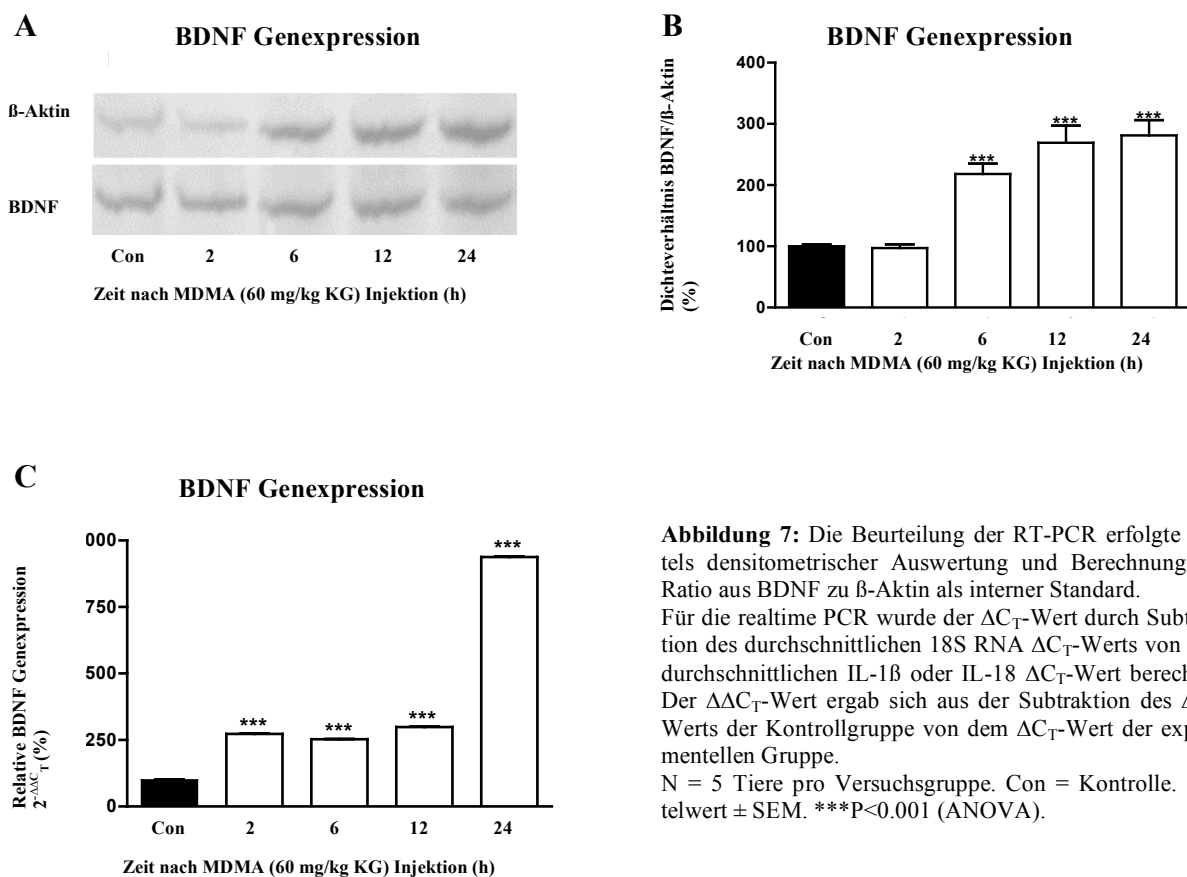 A
BDNF Genexpression
ß-Aktin
BDNF
Con 2 6 12 24
Zeit nach MDMA (60 mg/kg KG) Injektion (h)
B
BDNF Genexpression
Dichteverhältnis BDNF/ß-Aktin
(%)
400
300
200
100
0
***
***
***
Con 2 6 12 24
Zeit nach MDMA (60 mg/kg KG) Injektion (h)
C
BDNF Genexpression
Relative BDNF Genexpression
2^-ΔΔC_T (%)
000
750
500
250
0
***
***
***
***
Con 2 6 12 24
Zeit nach MDMA (60 mg/kg KG) Injektion (h)
Abbildung 7: Die Beurteilung der RT-PCR erfolgte
tels densitometrischer Auswertung und Berechnung
Ratio aus BDNF zu ß-Aktin als interner Standard.
Für die realtime PCR wurde der ΔC_T-Wert durch Subt
tion des durchschnittlichen 18S RNA ΔC_T-Werts von
durchschnittlichen IL-1ß oder IL-18 ΔC_T-Wert berech
Der ΔΔC_T-Wert ergab sich aus der Subtraktion des Δ
Werts der Kontrollgruppe von dem ΔC_T-Wert der exp
mentellen Gruppe.
N = 5 Tiere pro Versuchsgruppe. Con = Kontrolle.
telwert ± SEM. ***P<0.001 (ANOVA).